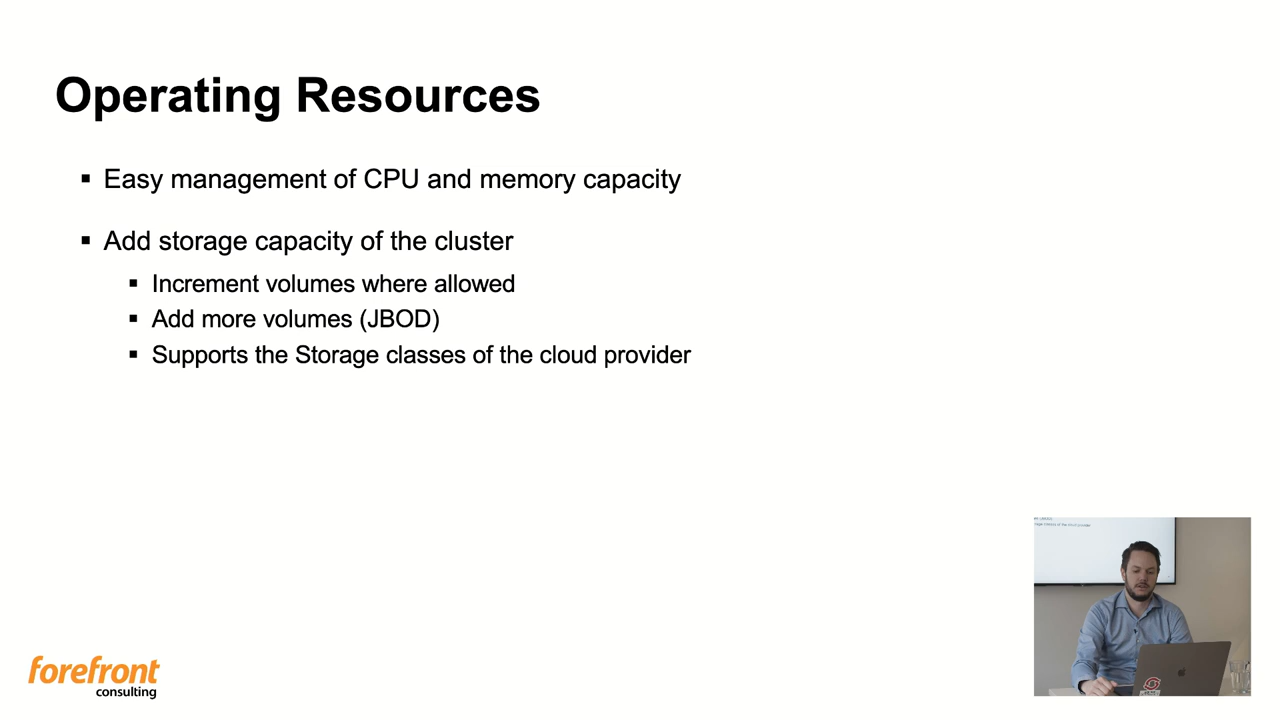 Operating Resources
▪ Easy management of CPU and memory capacity
▪ Add storage capacity of the cluster
▪ Increment volumes where allowed
▪ Add more volumes (JBOD)
▪ Supports the Storage classes of the cloud provider
forefront
consulting